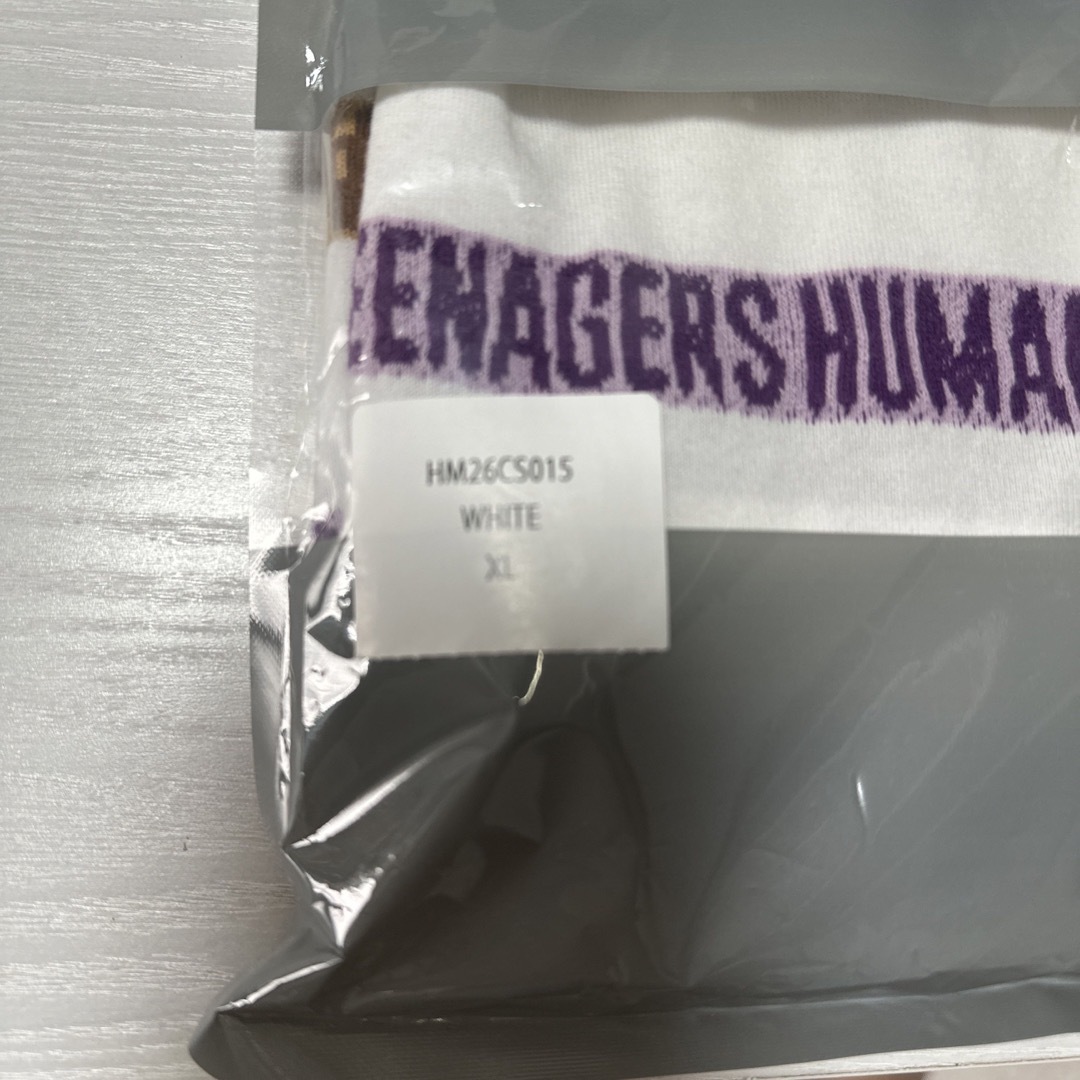 EENAGERS HUMA
HM26CS015
WHITE
XL